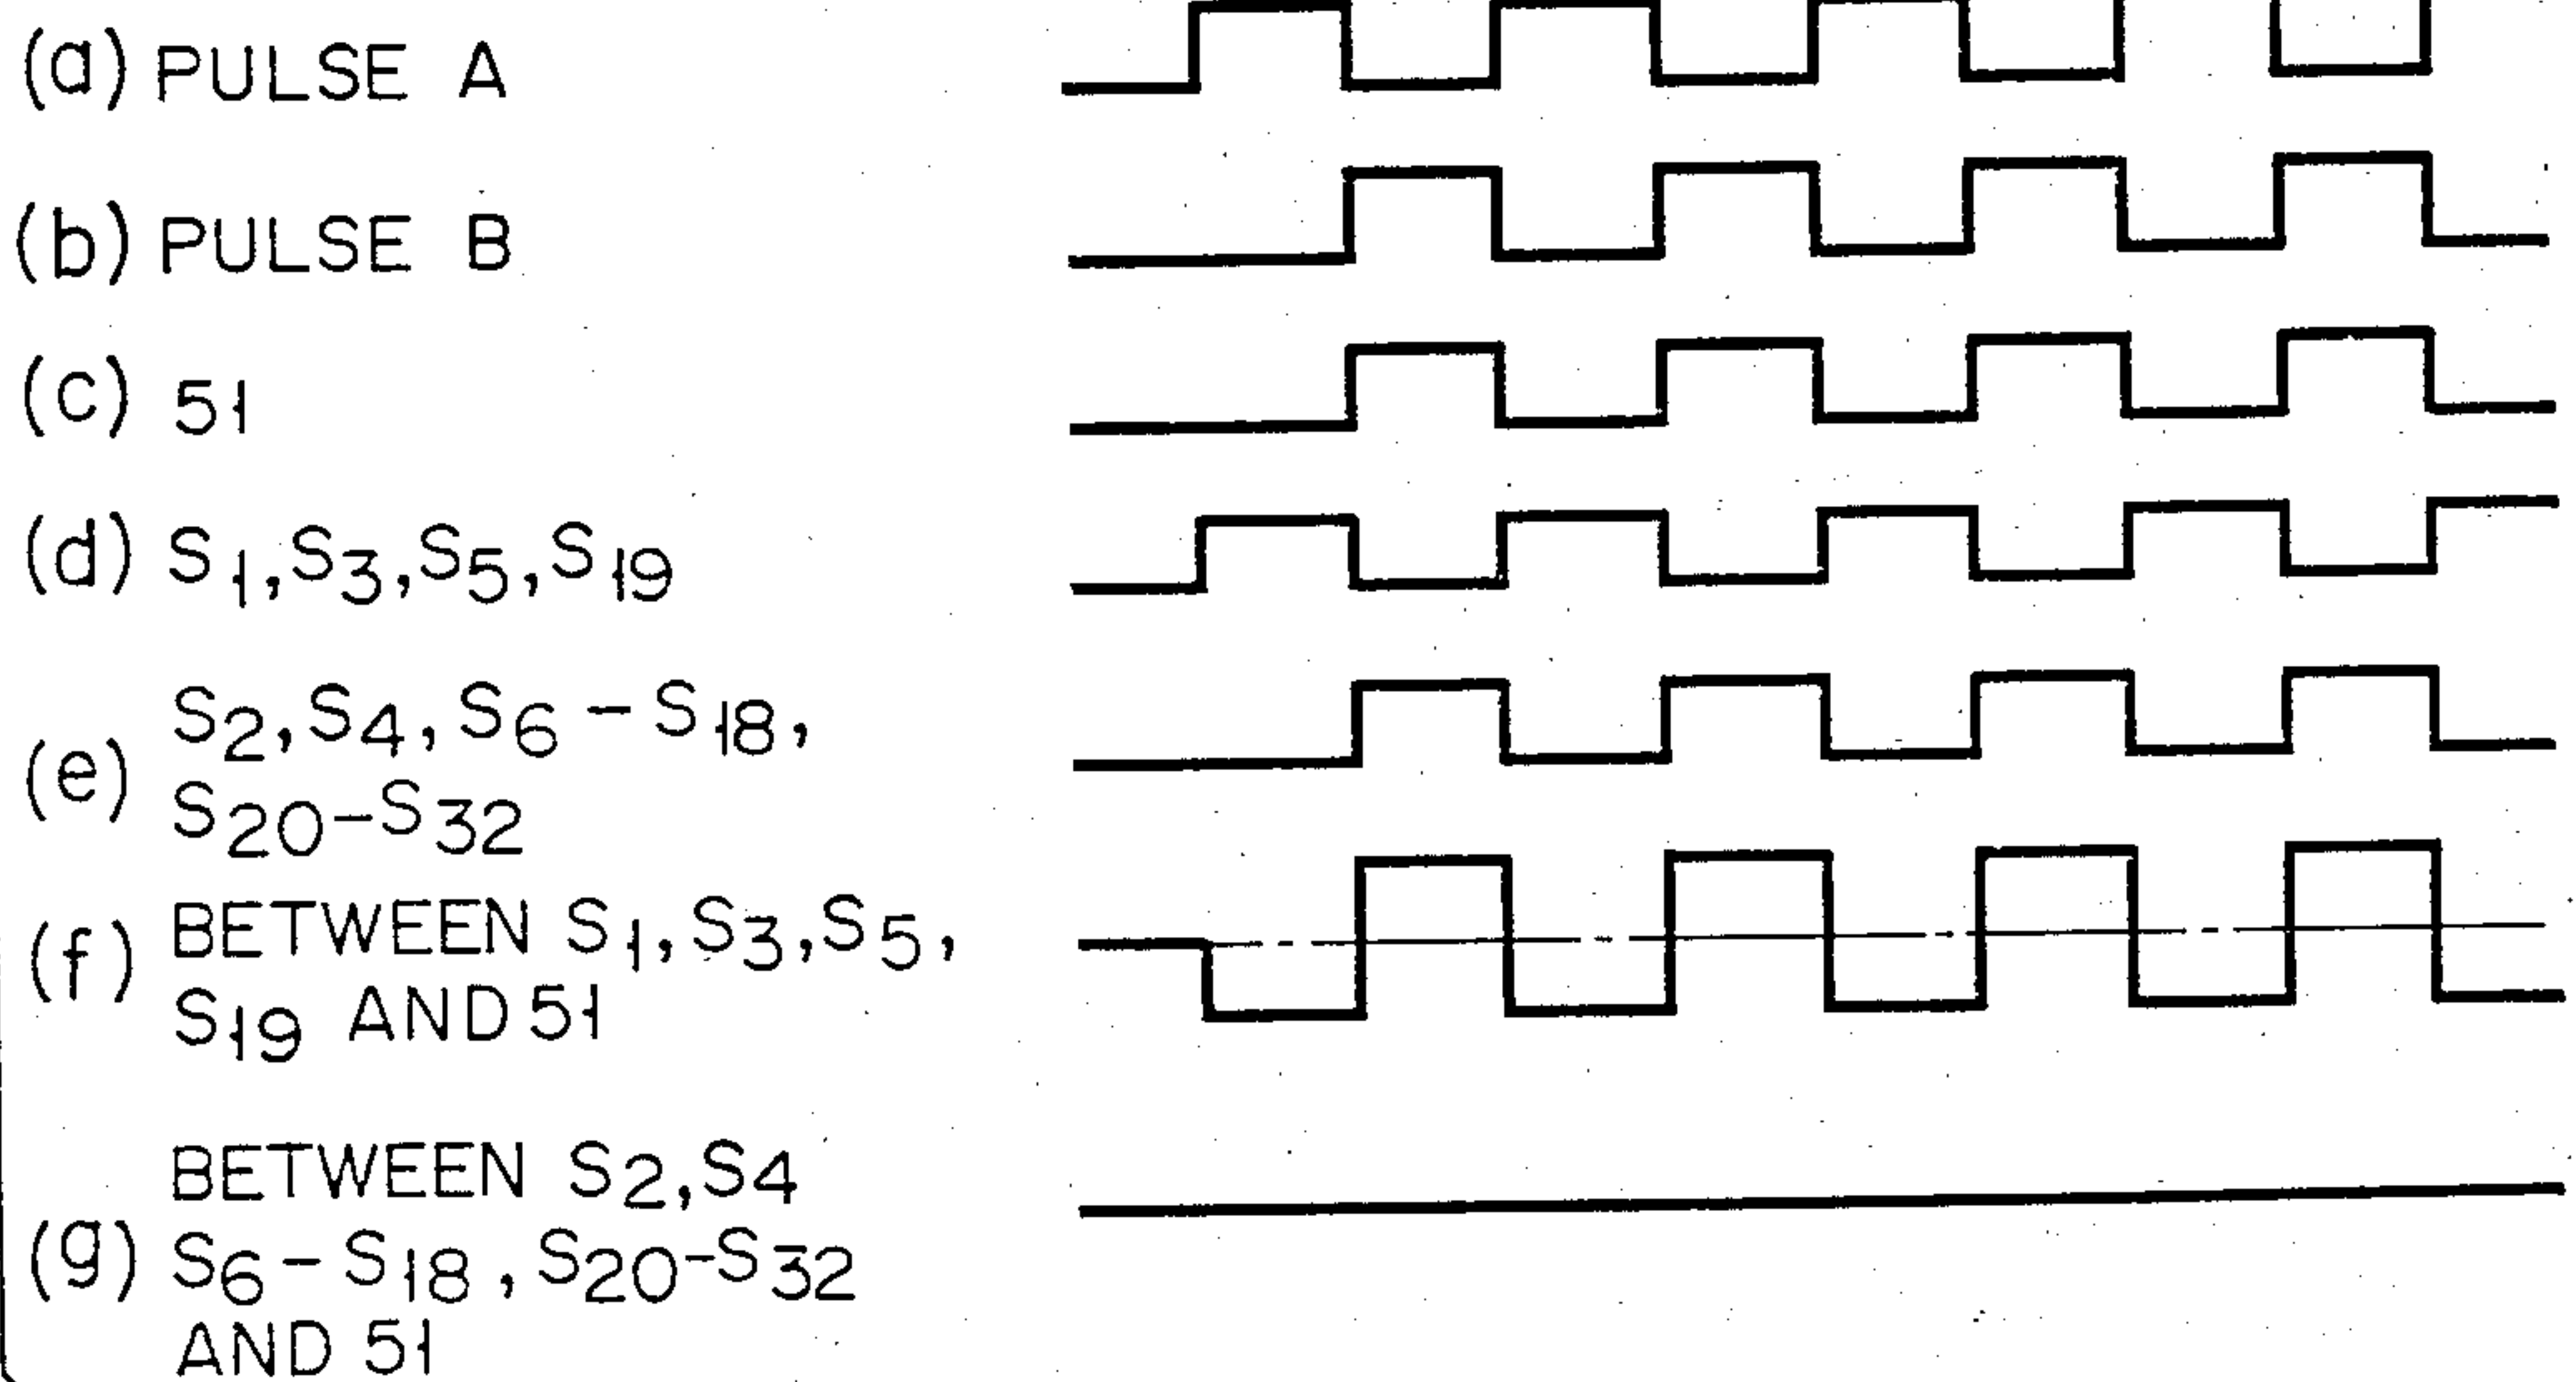 (a) PULSE A
(b) PULSE B
(c) 51
(d) S1,S3,S5,S19
S2,S4,S6–S18,
(e)
S20–S32
BETWEEN S1,S3,S5,
(f)
S19 AND 51
BETWEEN S2,S4
(g) S6–S18,S20–S32
AND 51